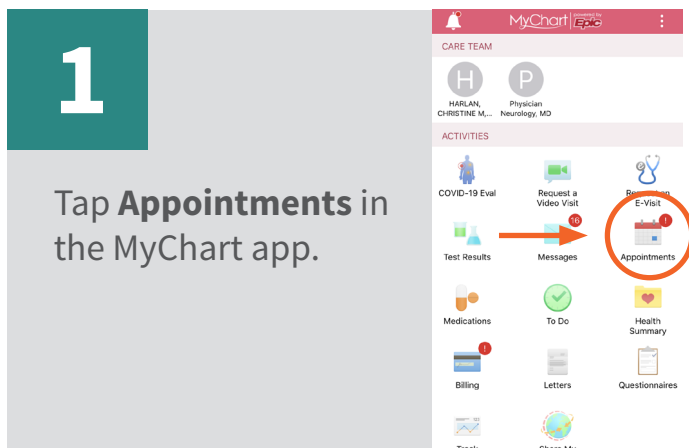 1
Tap Appointments in
the MyChart app.
MyChart powered by Epic
CARE TEAM
HARLAN,
CHRISTINE M,...
Physician
Neurology, MD
ACTIVITIES
COVID-19 Eval
Request a
Video Visit
E-Visit
16
!
Test Results
Messages
Appointments
Medications
To Do
Health
Summary
!
Billing
Letters
Questionnaires